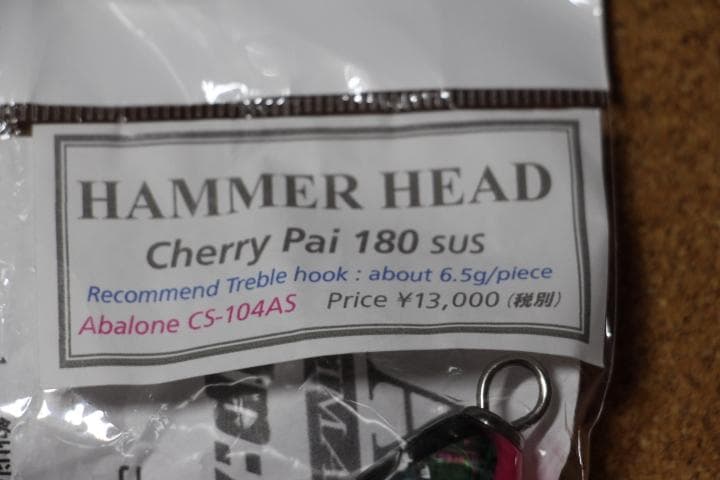 HAMMER HEAD
Cherry Pai 180 SUS
Recommend Treble hook : about 6.5g/piece
Abalone CS-104AS Price ¥13,000 (税別)